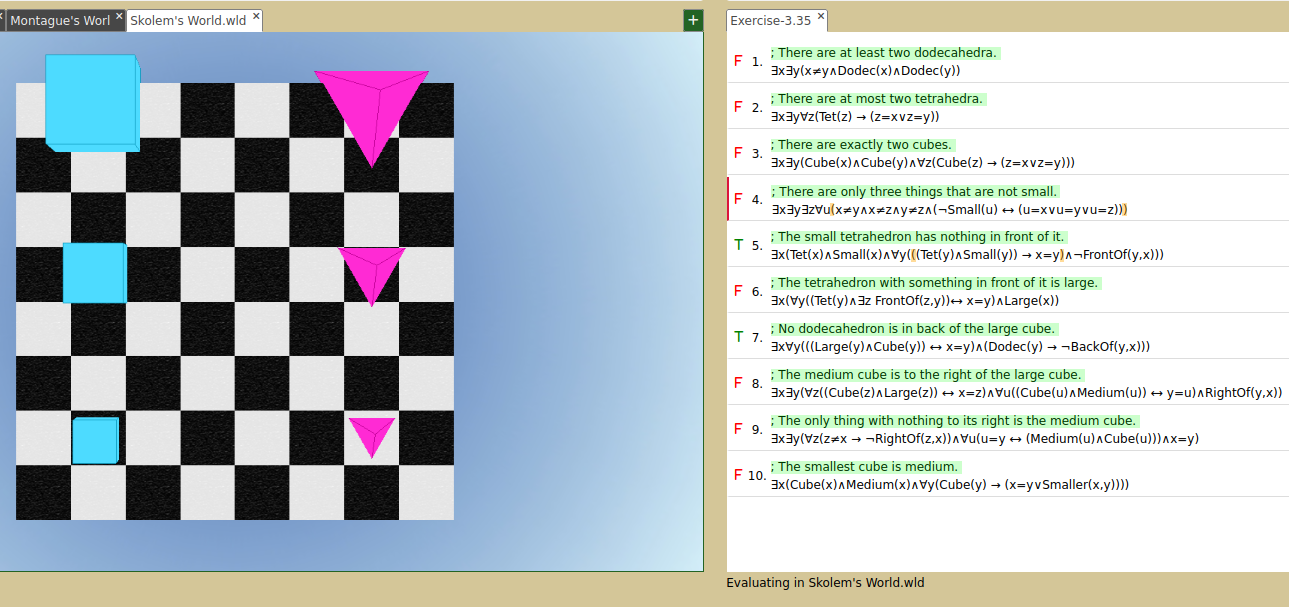 Montague's Worl × Skolem's World.wld × + Exercise-3.35 ×
F 1. ; There are at least two dodecahedra.
∃x∃y(x≠y∧Dodec(x)∧Dodec(y))
F 2. ; There are at most two tetrahedra.
∃x∃y∀z(Tet(z) → (z=x∨z=y))
F 3. ; There are exactly two cubes.
∃x∃y(Cube(x)∧Cube(y)∧∀z(Cube(z) → (z=x∨z=y)))
F 4. ; There are only three things that are not small.
∃x∃y∃z∀u(x≠y∧x≠z∧y≠z∧(¬Small(u) ↔ (u=x∨u=y∨u=z)))
T 5. ; The small tetrahedron has nothing in front of it.
∃x(Tet(x)∧Small(x)∧∀y(((Tet(y)∧Small(y)) → x=y)∧¬FrontOf(y,x)))
F 6. ; The tetrahedron with something in front of it is large.
∃x(∀y((Tet(y)∧∃z FrontOf(z,y))↔ x=y)∧Large(x))
T 7. ; No dodecahedron is in back of the large cube.
∃x∀y(((Large(y)∧Cube(y)) ↔ x=y)∧(Dodec(y) → ¬BackOf(y,x)))
F 8. ; The medium cube is to the right of the large cube.
∃x∃y(∀z((Cube(z)∧Large(z)) ↔ x=z)∧∀u((Cube(u)∧Medium(u)) ↔ y=u)∧RightOf(y,x))
F 9. ; The only thing with nothing to its right is the medium cube.
∃x∃y(∀z(z≠x → ¬RightOf(z,x))∧∀u(u=y ↔ (Medium(u)∧Cube(u)))∧x=y)
F 10. ; The smallest cube is medium.
∃x(Cube(x)∧Medium(x)∧∀y(Cube(y) → (x=y∨Smaller(x,y))))
Evaluating in Skolem's World.wld